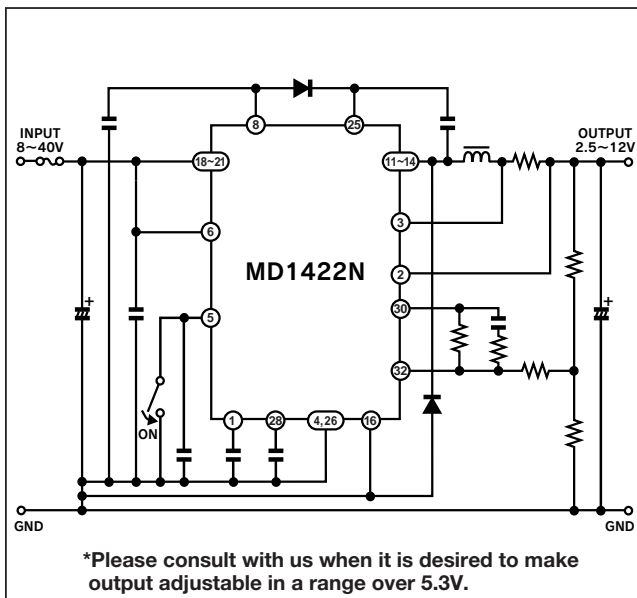 INPUT
8~40V
OUTPUT
2.5~12V
8
25
18~21
11~14
6
3
MD1422N
2
5
30
32
+
+
ON
1
28
4, 26
16
GND
GND
*Please consult with us when it is desired to make
output adjustable in a range over 5.3V.